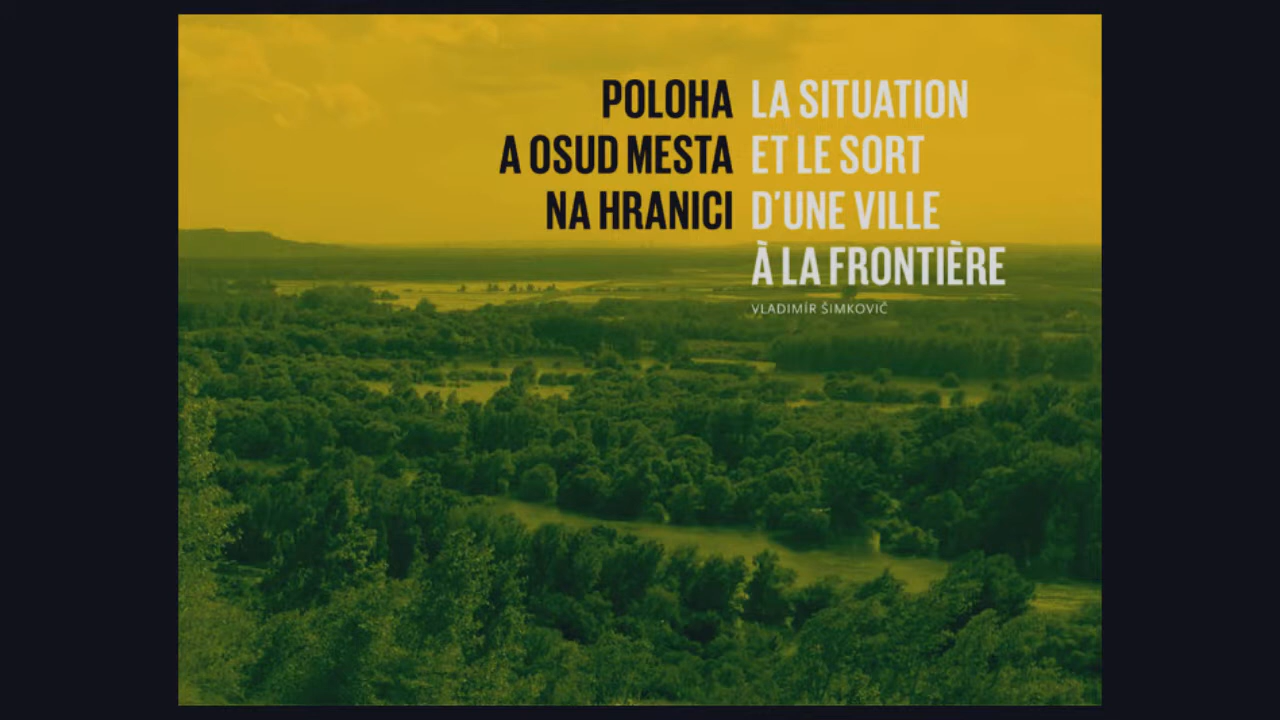 POLOHA
A OSUD MESTA
NA HRANICI
LA SITUATION
ET LE SORT
D'UNE VILLE
À LA FRONTIÈRE
VLADIMÍR ŠIMKOVIČ